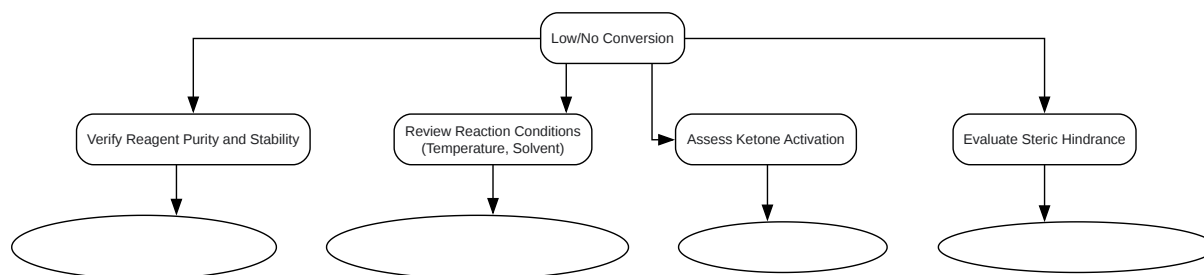 Low/No Conversion
Verify Reagent Purity and Stability
Review Reaction Conditions
(Temperature, Solvent)
Assess Ketone Activation
Evaluate Steric Hindrance